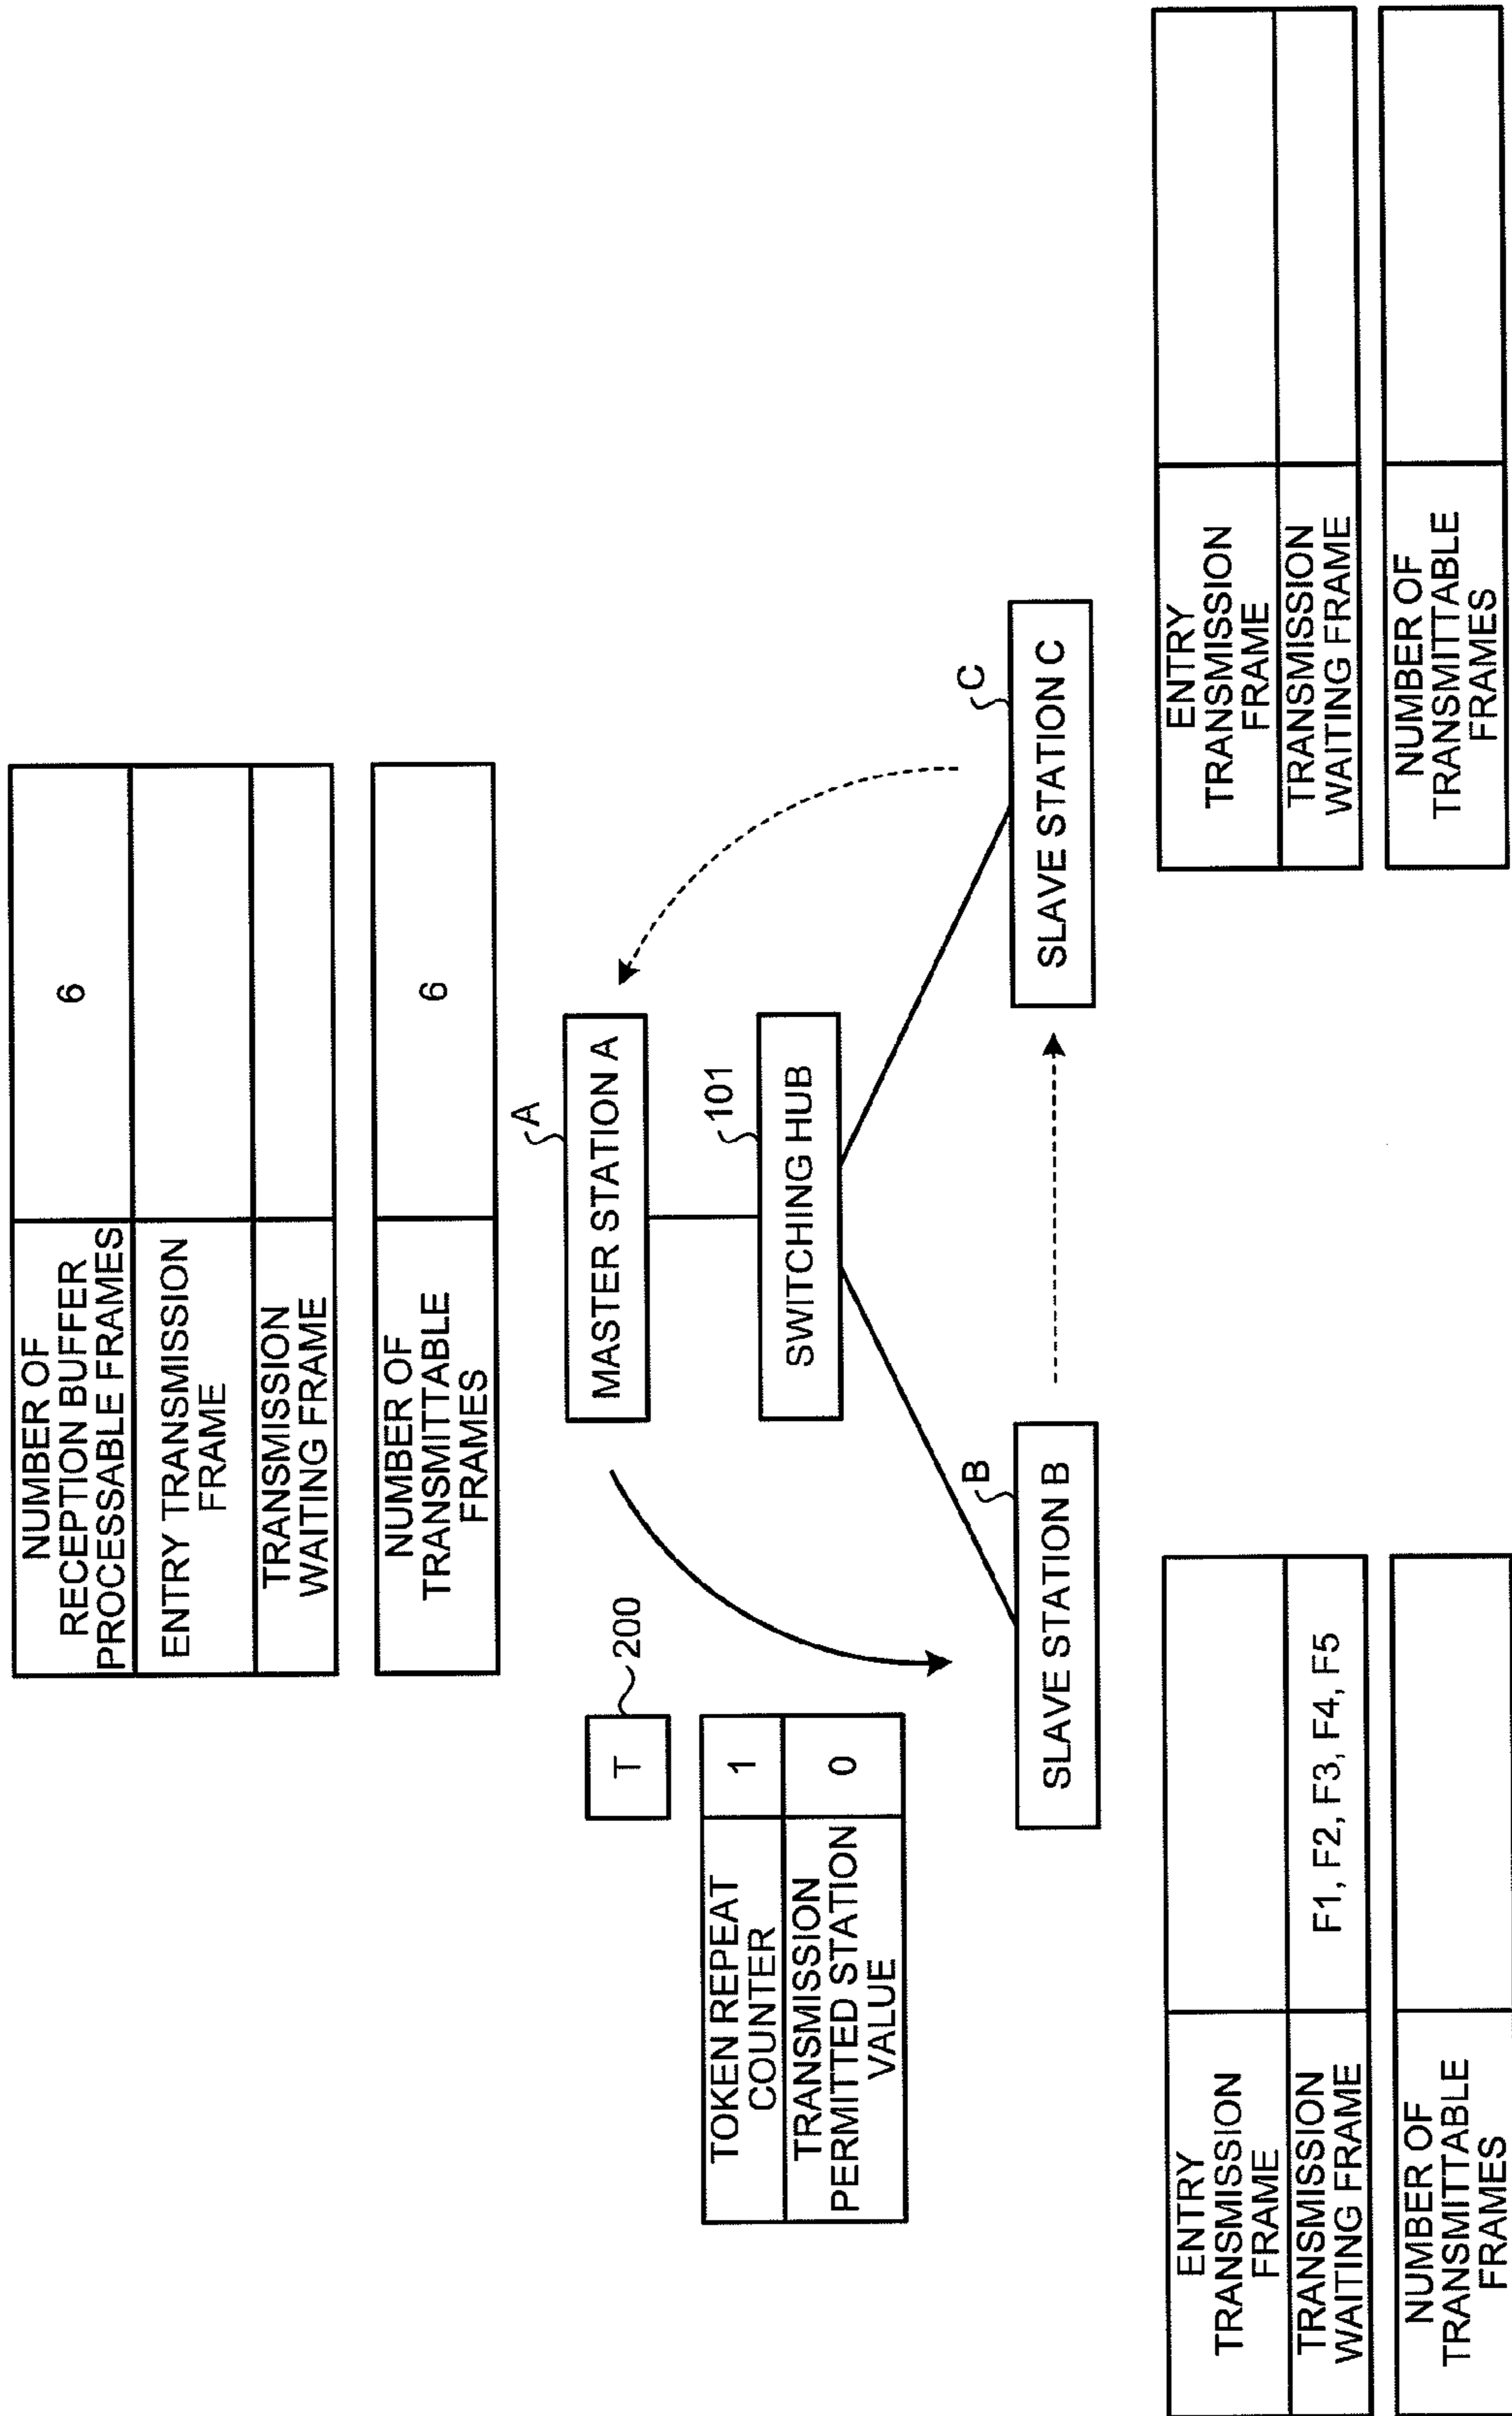 NUMBER OF
RECEPTION BUFFER
PROCESSABLE FRAMES
6
ENTRY TRANSMISSION
FRAME
TRANSMISSION
WAITING FRAME
NUMBER OF
TRANSMITTABLE
FRAMES
6
T
200
TOKEN REPEAT
COUNTER
1
TRANSMISSION
PERMITTED STATION
VALUE
0
A
MASTER STATION A
101
SWITCHING HUB
B
SLAVE STATION B
C
SLAVE STATION C
ENTRY
TRANSMISSION
FRAME
TRANSMISSION
WAITING FRAME
F1, F2, F3, F4, F5
NUMBER OF
TRANSMITTABLE
FRAMES
ENTRY
TRANSMISSION
FRAME
TRANSMISSION
WAITING FRAME
NUMBER OF
TRANSMITTABLE
FRAMES